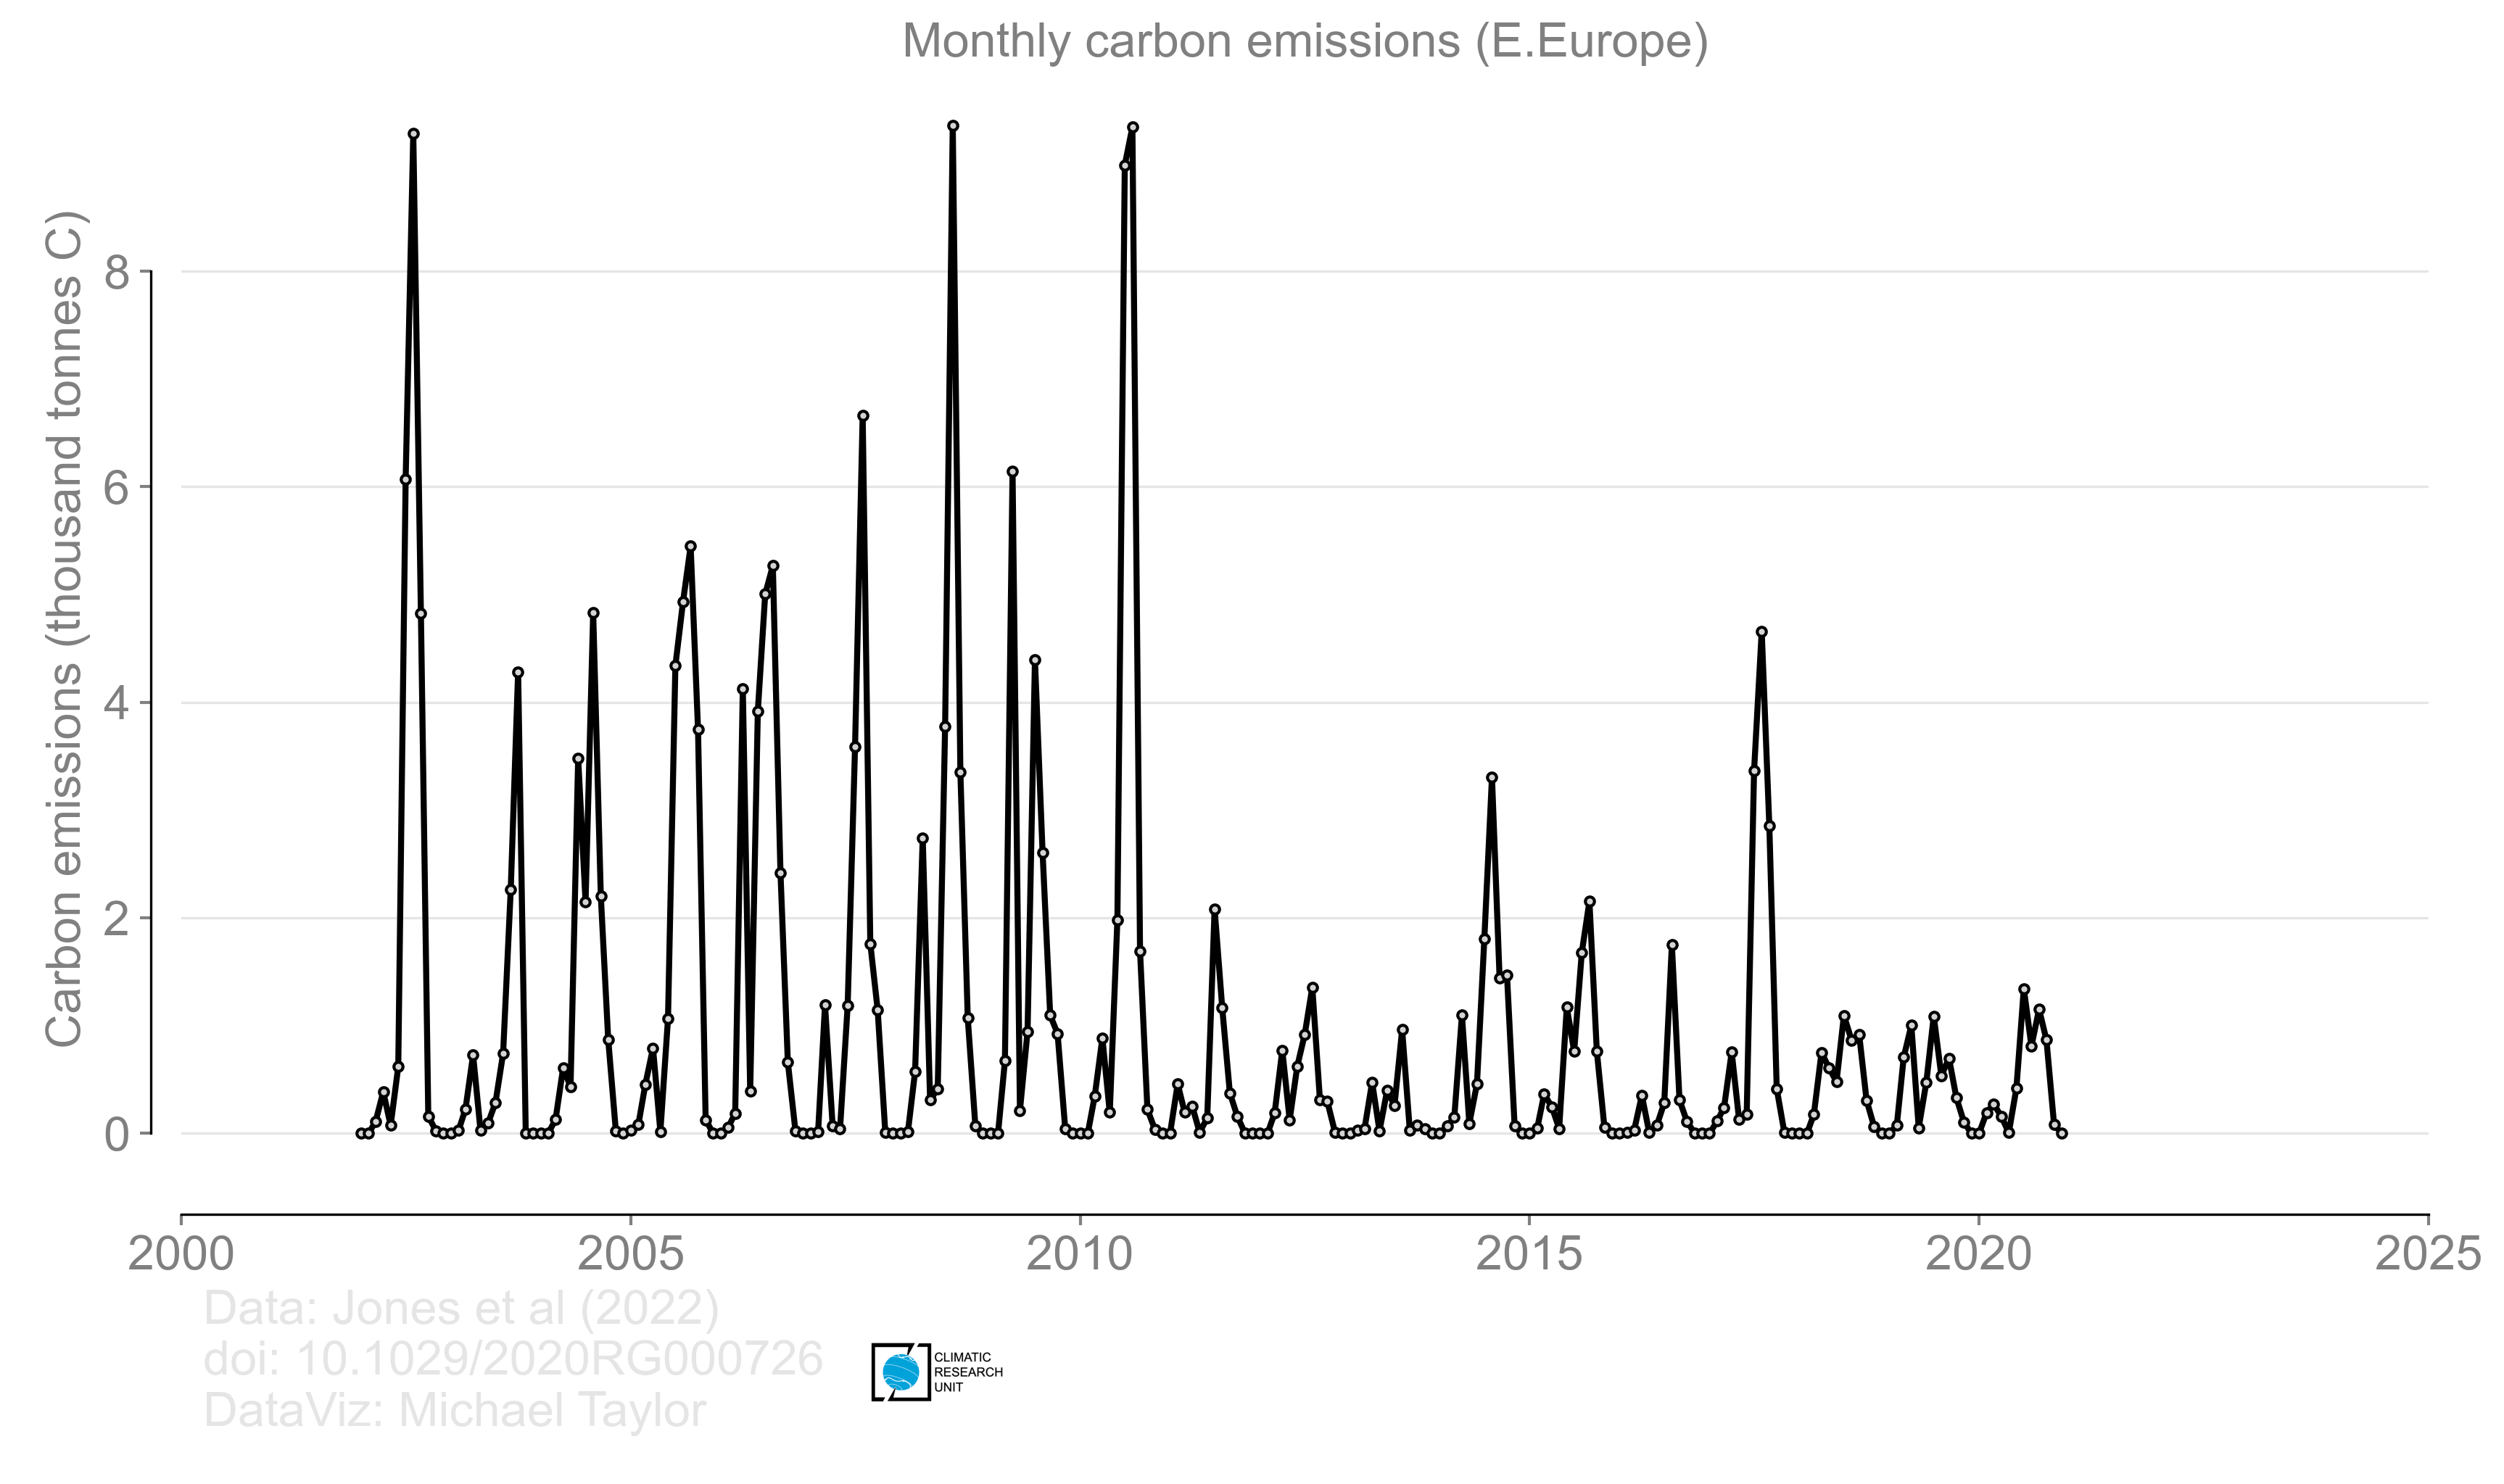 Monthly carbon emissions (E.Europe)
Carbon emissions (thousand tonnes C)
8
6
4
2
0
2000 2005 2010 2015 2020 2025
Data: Jones et al (2022)
doi: 10.1029/2020RG000726
DataViz: Michael Taylor
CLIMATIC
RESEARCH
UNIT